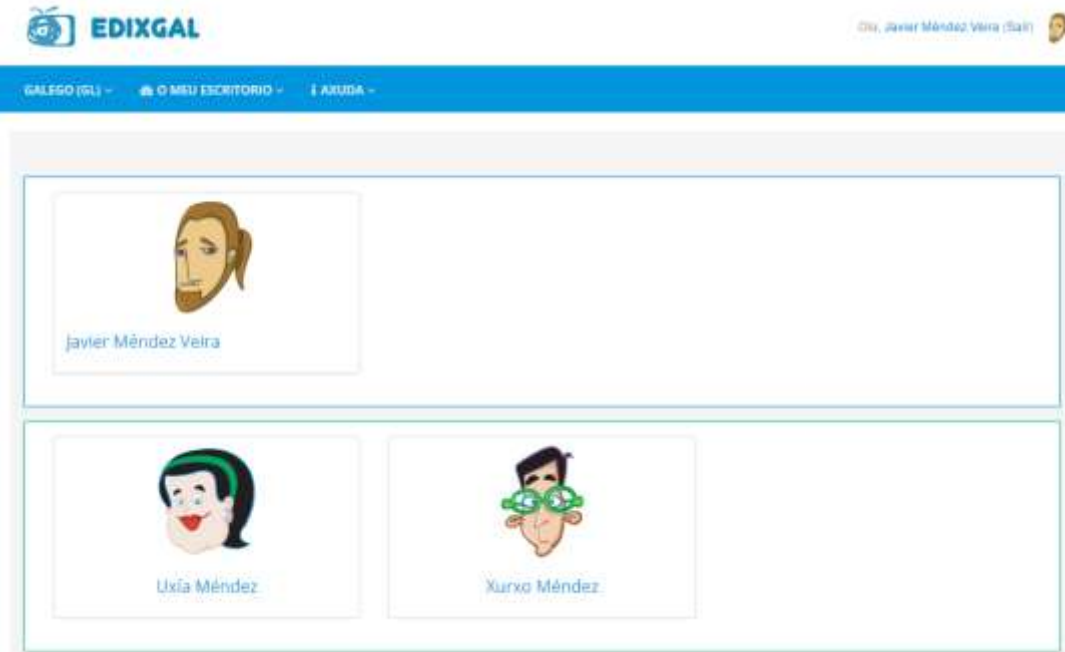 EDIXGAL
Ola, Javier Méndez Veira (Saír)
GALEGO (GL)
O MEU ESCRITORIO
AXUDA
Javier Méndez Veira
Uxía Méndez
Xurxo Méndez